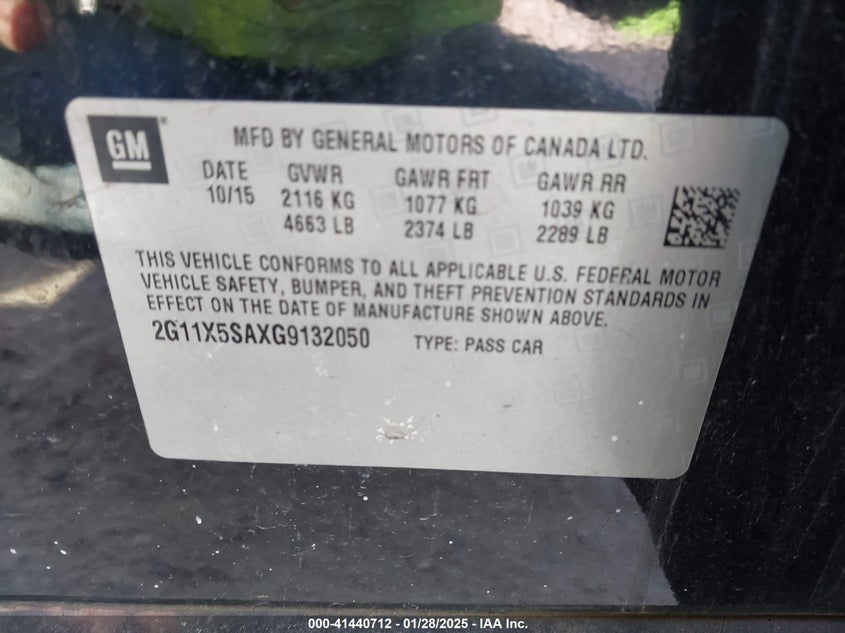 GM
MFD BY GENERAL MOTORS OF CANADA LTD.
DATE GVWR GAWR FRT GAWR RR
10/15 2116 KG 1077 KG 1039 KG
4663 LB 2374 LB 2289 LB
THIS VEHICLE CONFORMS TO ALL APPLICABLE U.S. FEDERAL MOTOR
VEHICLE SAFETY, BUMPER, AND THEFT PREVENTION STANDARDS IN
EFFECT ON THE DATE OF MANUFACTURE SHOWN ABOVE.
2G11X5SAXG9132050 TYPE: PASS CAR
000-41440712 - 01/28/2025 - IAA Inc.